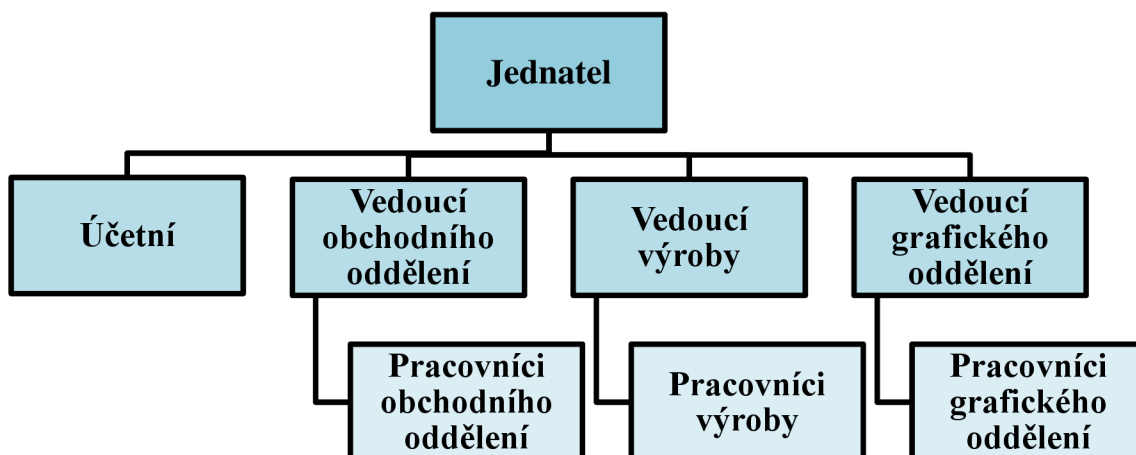 Jednatel
Účetní
Vedoucí
obchodního
oddělení
Vedoucí
výroby
Vedoucí
grafického
oddělení
Pracovníci
obchodního
oddělení
Pracovníci
výroby
Pracovníci
grafického
oddělení